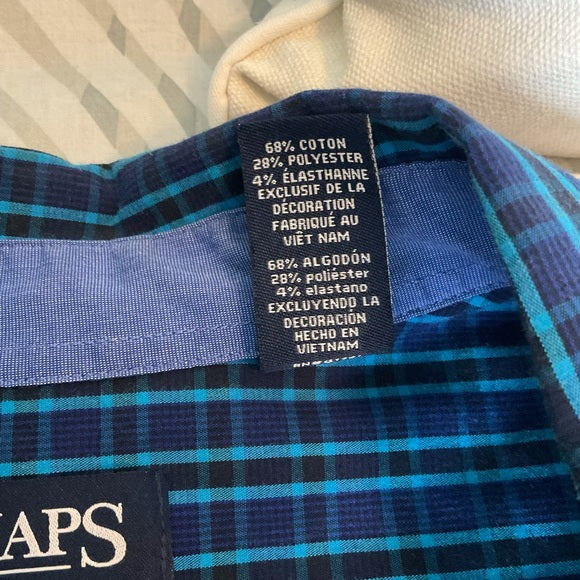 68% COTON
28% POLYESTER
4% ÉLASTHANNE
EXCLUSIF DE LA
DÉCORATION
FABRIQUÉ AU
VIÊT NAM
68% ALGODÓN
28% poliéster
4% elastano
EXCLUYENDO LA
DECORACIÓN
HECHO EN
VIETNAM
APS